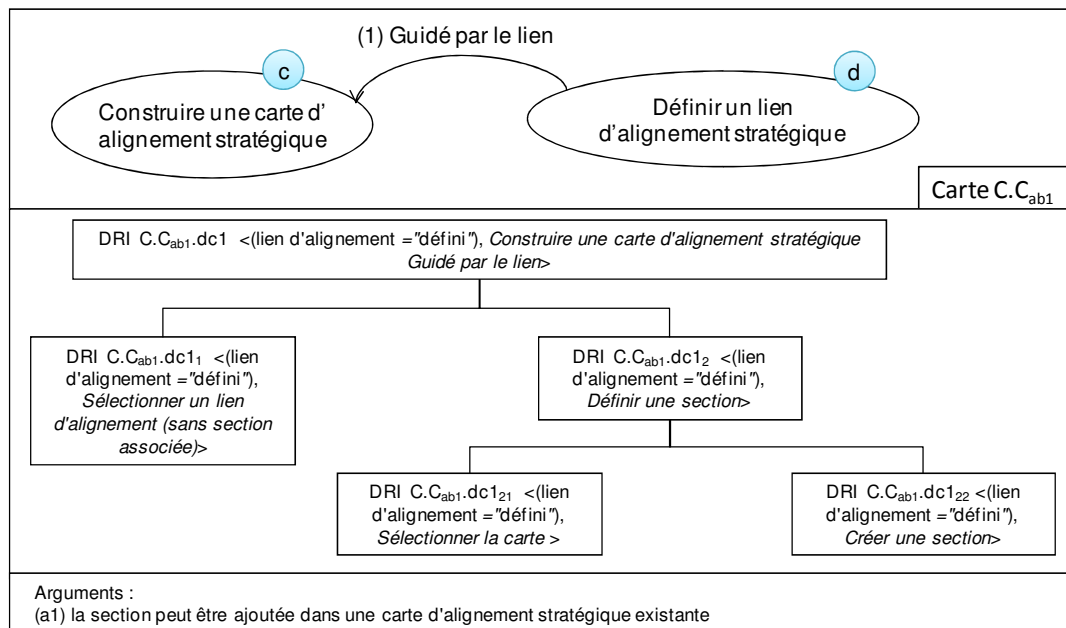 (1) Guidé par le lien
c
d
Construire une carte d'
alignement stratégique
Définir un lien
d'alignement stratégique
Carte C.Cab1
DRI C.Cab1.dc1 <(lien d'alignement ="défini"), Construire une carte d'alignement stratégique
Guidé par le lien>
DRI C.Cab1.dc11 <(lien
d'alignement ="défini"),
Sélectionner un lien
d'alignement (sans section
associée)>
DRI C.Cab1.dc12 <(lien
d'alignement ="défini"),
Définir une section>
DRI C.Cab1.dc121 <(lien
d'alignement ="défini"),
Sélectionner la carte >
DRI C.Cab1.dc122 <(lien
d'alignement ="défini"),
Créer une section>
Arguments :
(a1) la section peut être ajoutée dans une carte d'alignement stratégique existante